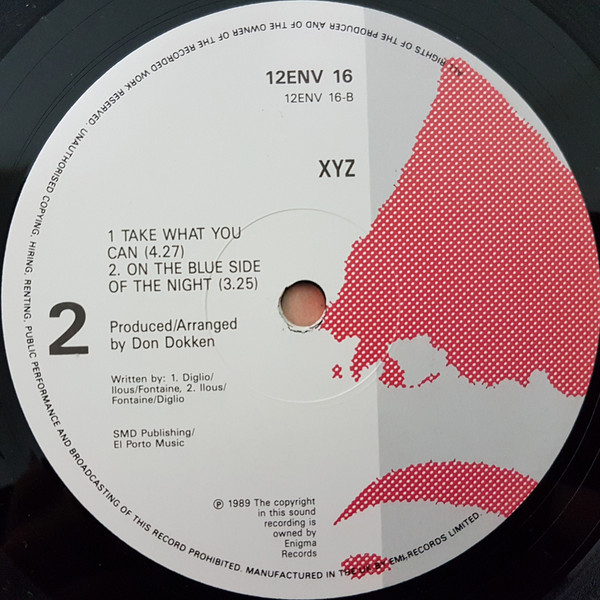 12ENV 16
12ENV 16-B
XYZ
1 TAKE WHAT YOU
CAN (4.27)
2. ON THE BLUE SIDE
OF THE NIGHT (3.25)
2
Produced/Arranged
by Don Dokken
Written by: 1. Diglio/
Ilous/Fontaine, 2. Ilous/
Fontaine/Diglio
SMD Publishing/
El Porto Music
℗ 1989 The copyright
in this sound
recording is
owned by
Enigma
Records
ALL RIGHTS OF THE PRODUCER AND OF THE OWNER OF THE RECORDED WORK RESERVED. UNAUTHORISED COPYING, HIRING, RENTING, PUBLIC PERFORMANCE AND BROADCASTING OF THIS RECORD PROHIBITED. MANUFACTURED IN THE UK BY EMI RECORDS LIMITED.